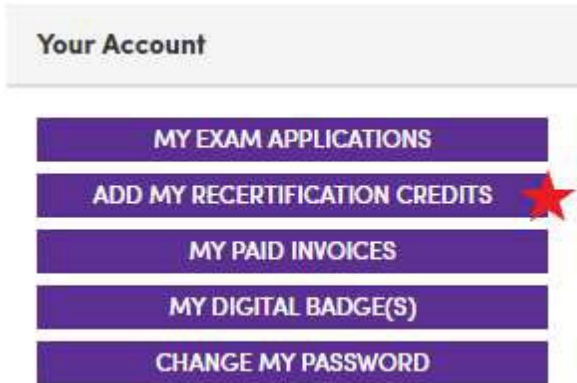 Your Account
MY EXAM APPLICATIONS
ADD MY RECERTIFICATION CREDITS
MY PAID INVOICES
MY DIGITAL BADGE(S)
CHANGE MY PASSWORD